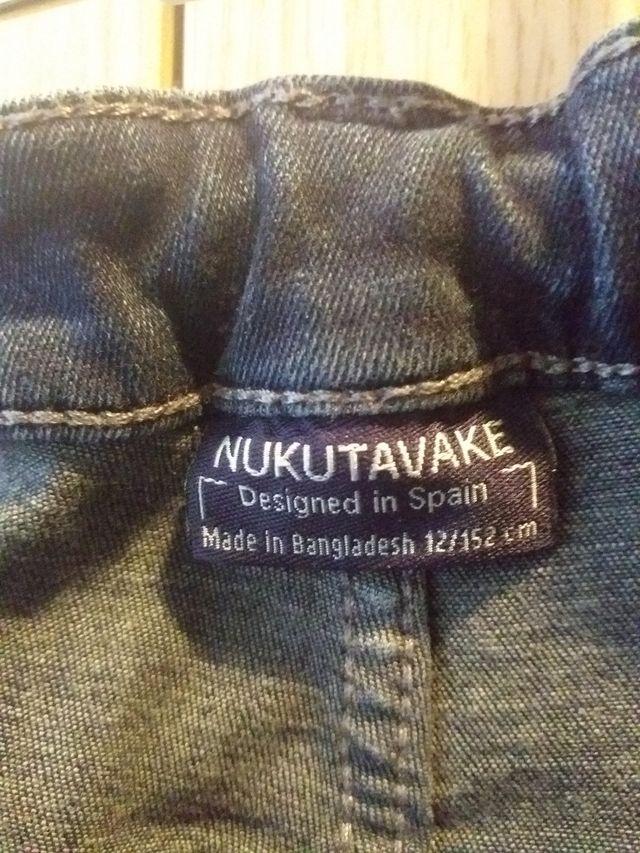 NUKUTAVAKE
Designed in Spain
Made in Bangladesh 12/152 cm